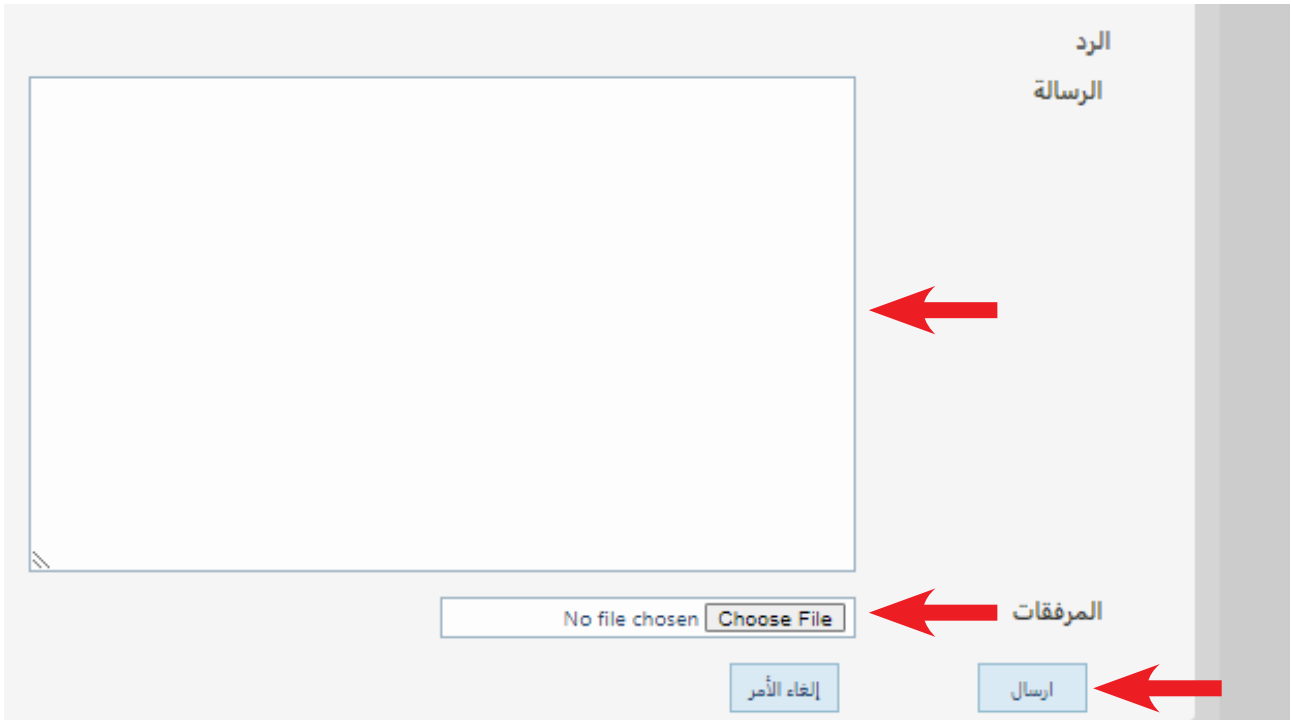 الرد
الرسالة
المرفقات
Choose File No file chosen
ارسال
إلغاء الأمر